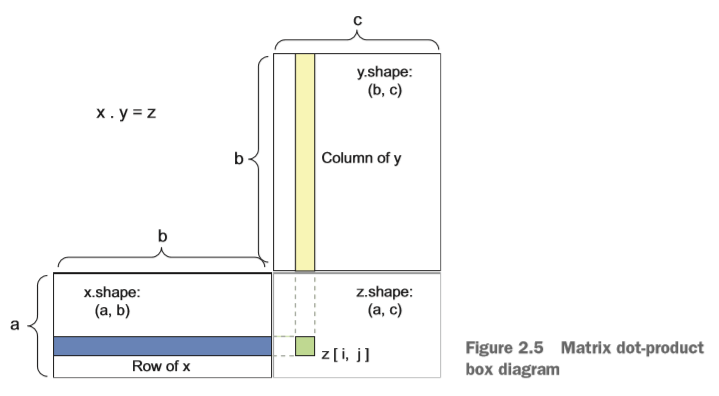 c
y.shape:
(b, c)
x . y = z
b
Column of y
b
x.shape:
(a, b)
z.shape:
(a, c)
a
z [ i, j ]
Row of x
Figure 2.5 Matrix dot-product
box diagram